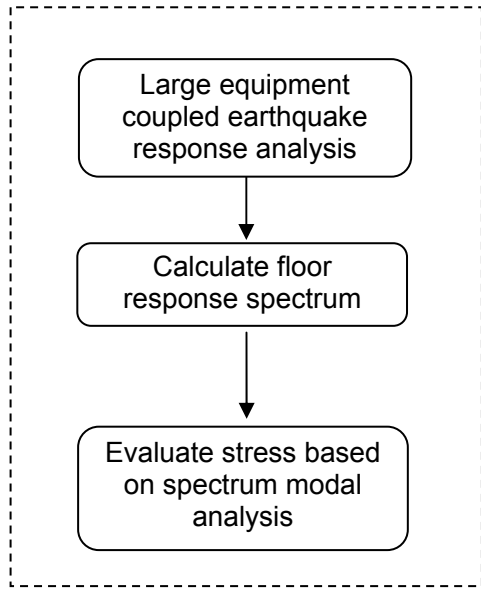 Large equipment
coupled earthquake
response analysis
Calculate floor
response spectrum
Evaluate stress based
on spectrum modal
analysis